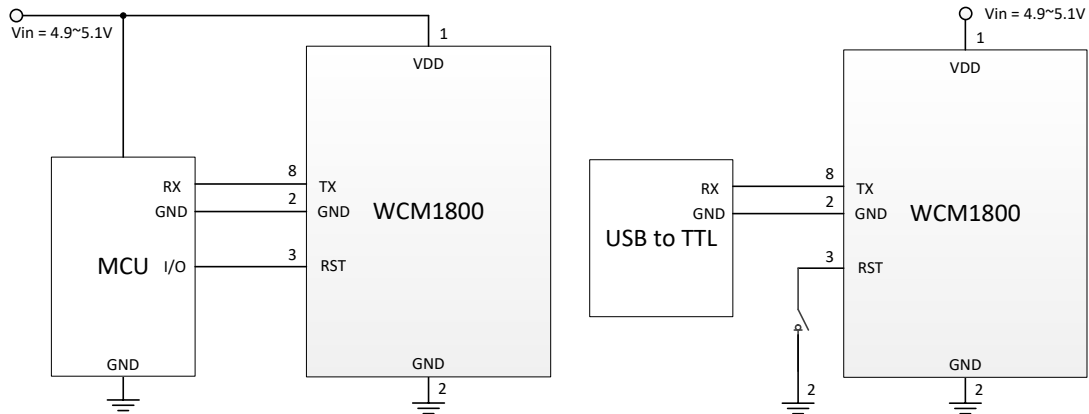 Vin = 4.9~5.1V
1
VDD
RX
8
TX
GND
2
GND
WCM1800
MCU
I/O
3
RST
GND
GND
2
Vin = 4.9~5.1V
1
VDD
RX
8
TX
GND
2
GND
WCM1800
USB to TTL
3
RST
GND
2
2